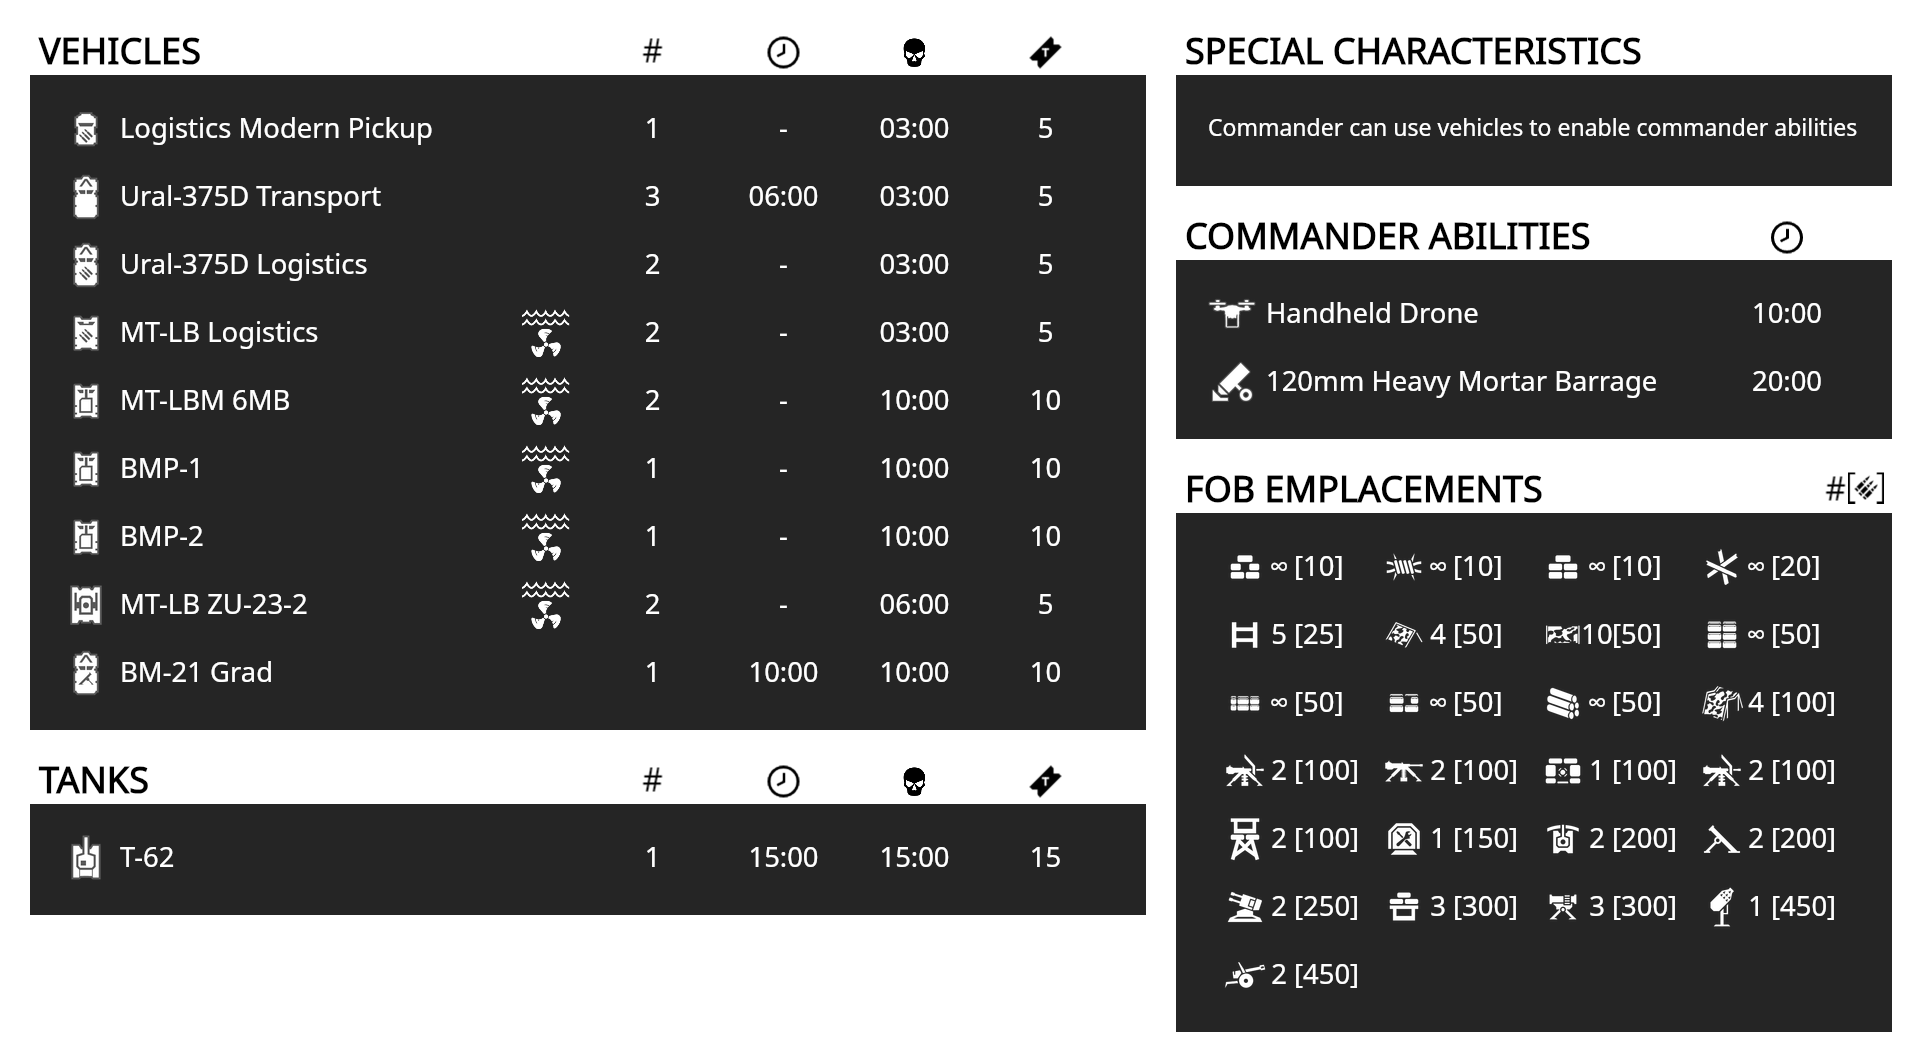 VEHICLES #
Logistics Modern Pickup 1 - 03:00 5
Ural-375D Transport 3 06:00 03:00 5
Ural-375D Logistics 2 - 03:00 5
MT-LB Logistics 2 - 03:00 5
MT-LBM 6MB 2 - 10:00 10
BMP-1 1 - 10:00 10
BMP-2 1 - 10:00 10
MT-LB ZU-23-2 2 - 06:00 5
BM-21 Grad 1 10:00 10:00 10
TANKS #
T-62 1 15:00 15:00 15
SPECIAL CHARACTERISTICS
Commander can use vehicles to enable commander abilities
COMMANDER ABILITIES
Handheld Drone 10:00
120mm Heavy Mortar Barrage 20:00
FOB EMPLACEMENTS #[]
∞ [10] ∞ [10] ∞ [10] ∞ [20]
5 [25] 4 [50] 10[50] ∞ [50]
∞ [50] ∞ [50] ∞ [50] 4 [100]
2 [100] 2 [100] 1 [100] 2 [100]
2 [100] 1 [150] 2 [200] 2 [200]
2 [250] 3 [300] 3 [300] 1 [450]
2 [450]